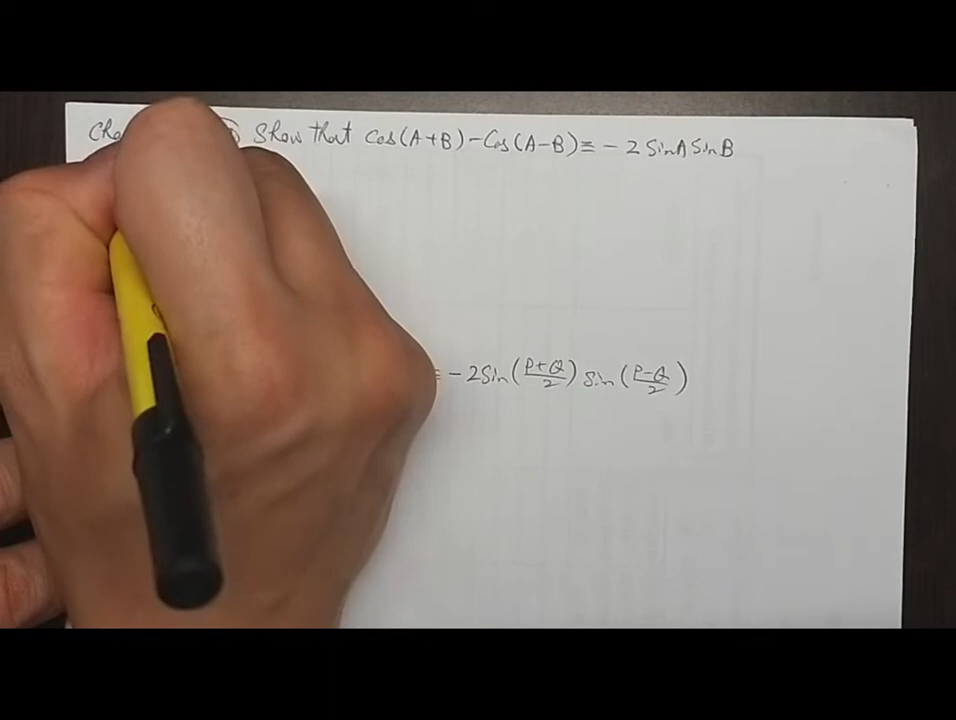 Show that Cos(A+B)-Cos(A-B)≡ - 2 SinA SinB
≡ -2Sin(P+Q/2) Sin(P-Q/2)